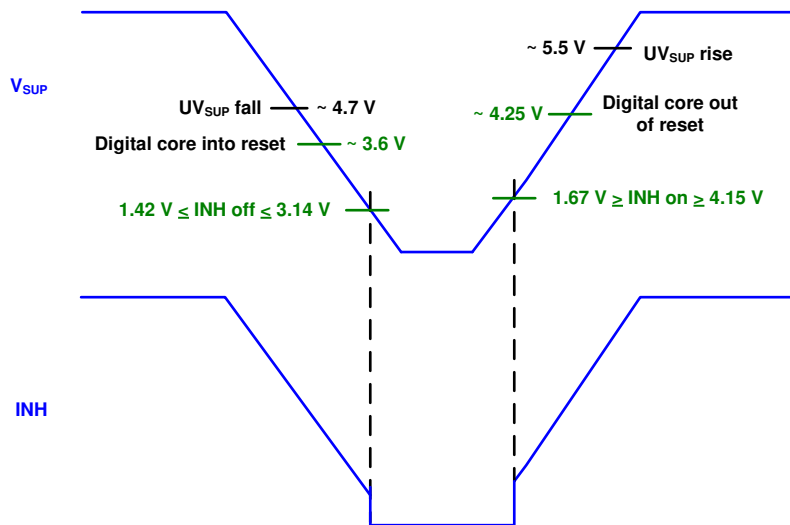 ~ 5.5 V
UVSUP rise
VSUP
UVSUP fall
~ 4.7 V
~ 4.25 V
Digital core out
of reset
Digital core into reset
~ 3.6 V
1.42 V ≤ INH off ≤ 3.14 V
1.67 V ≥ INH on ≥ 4.15 V
INH